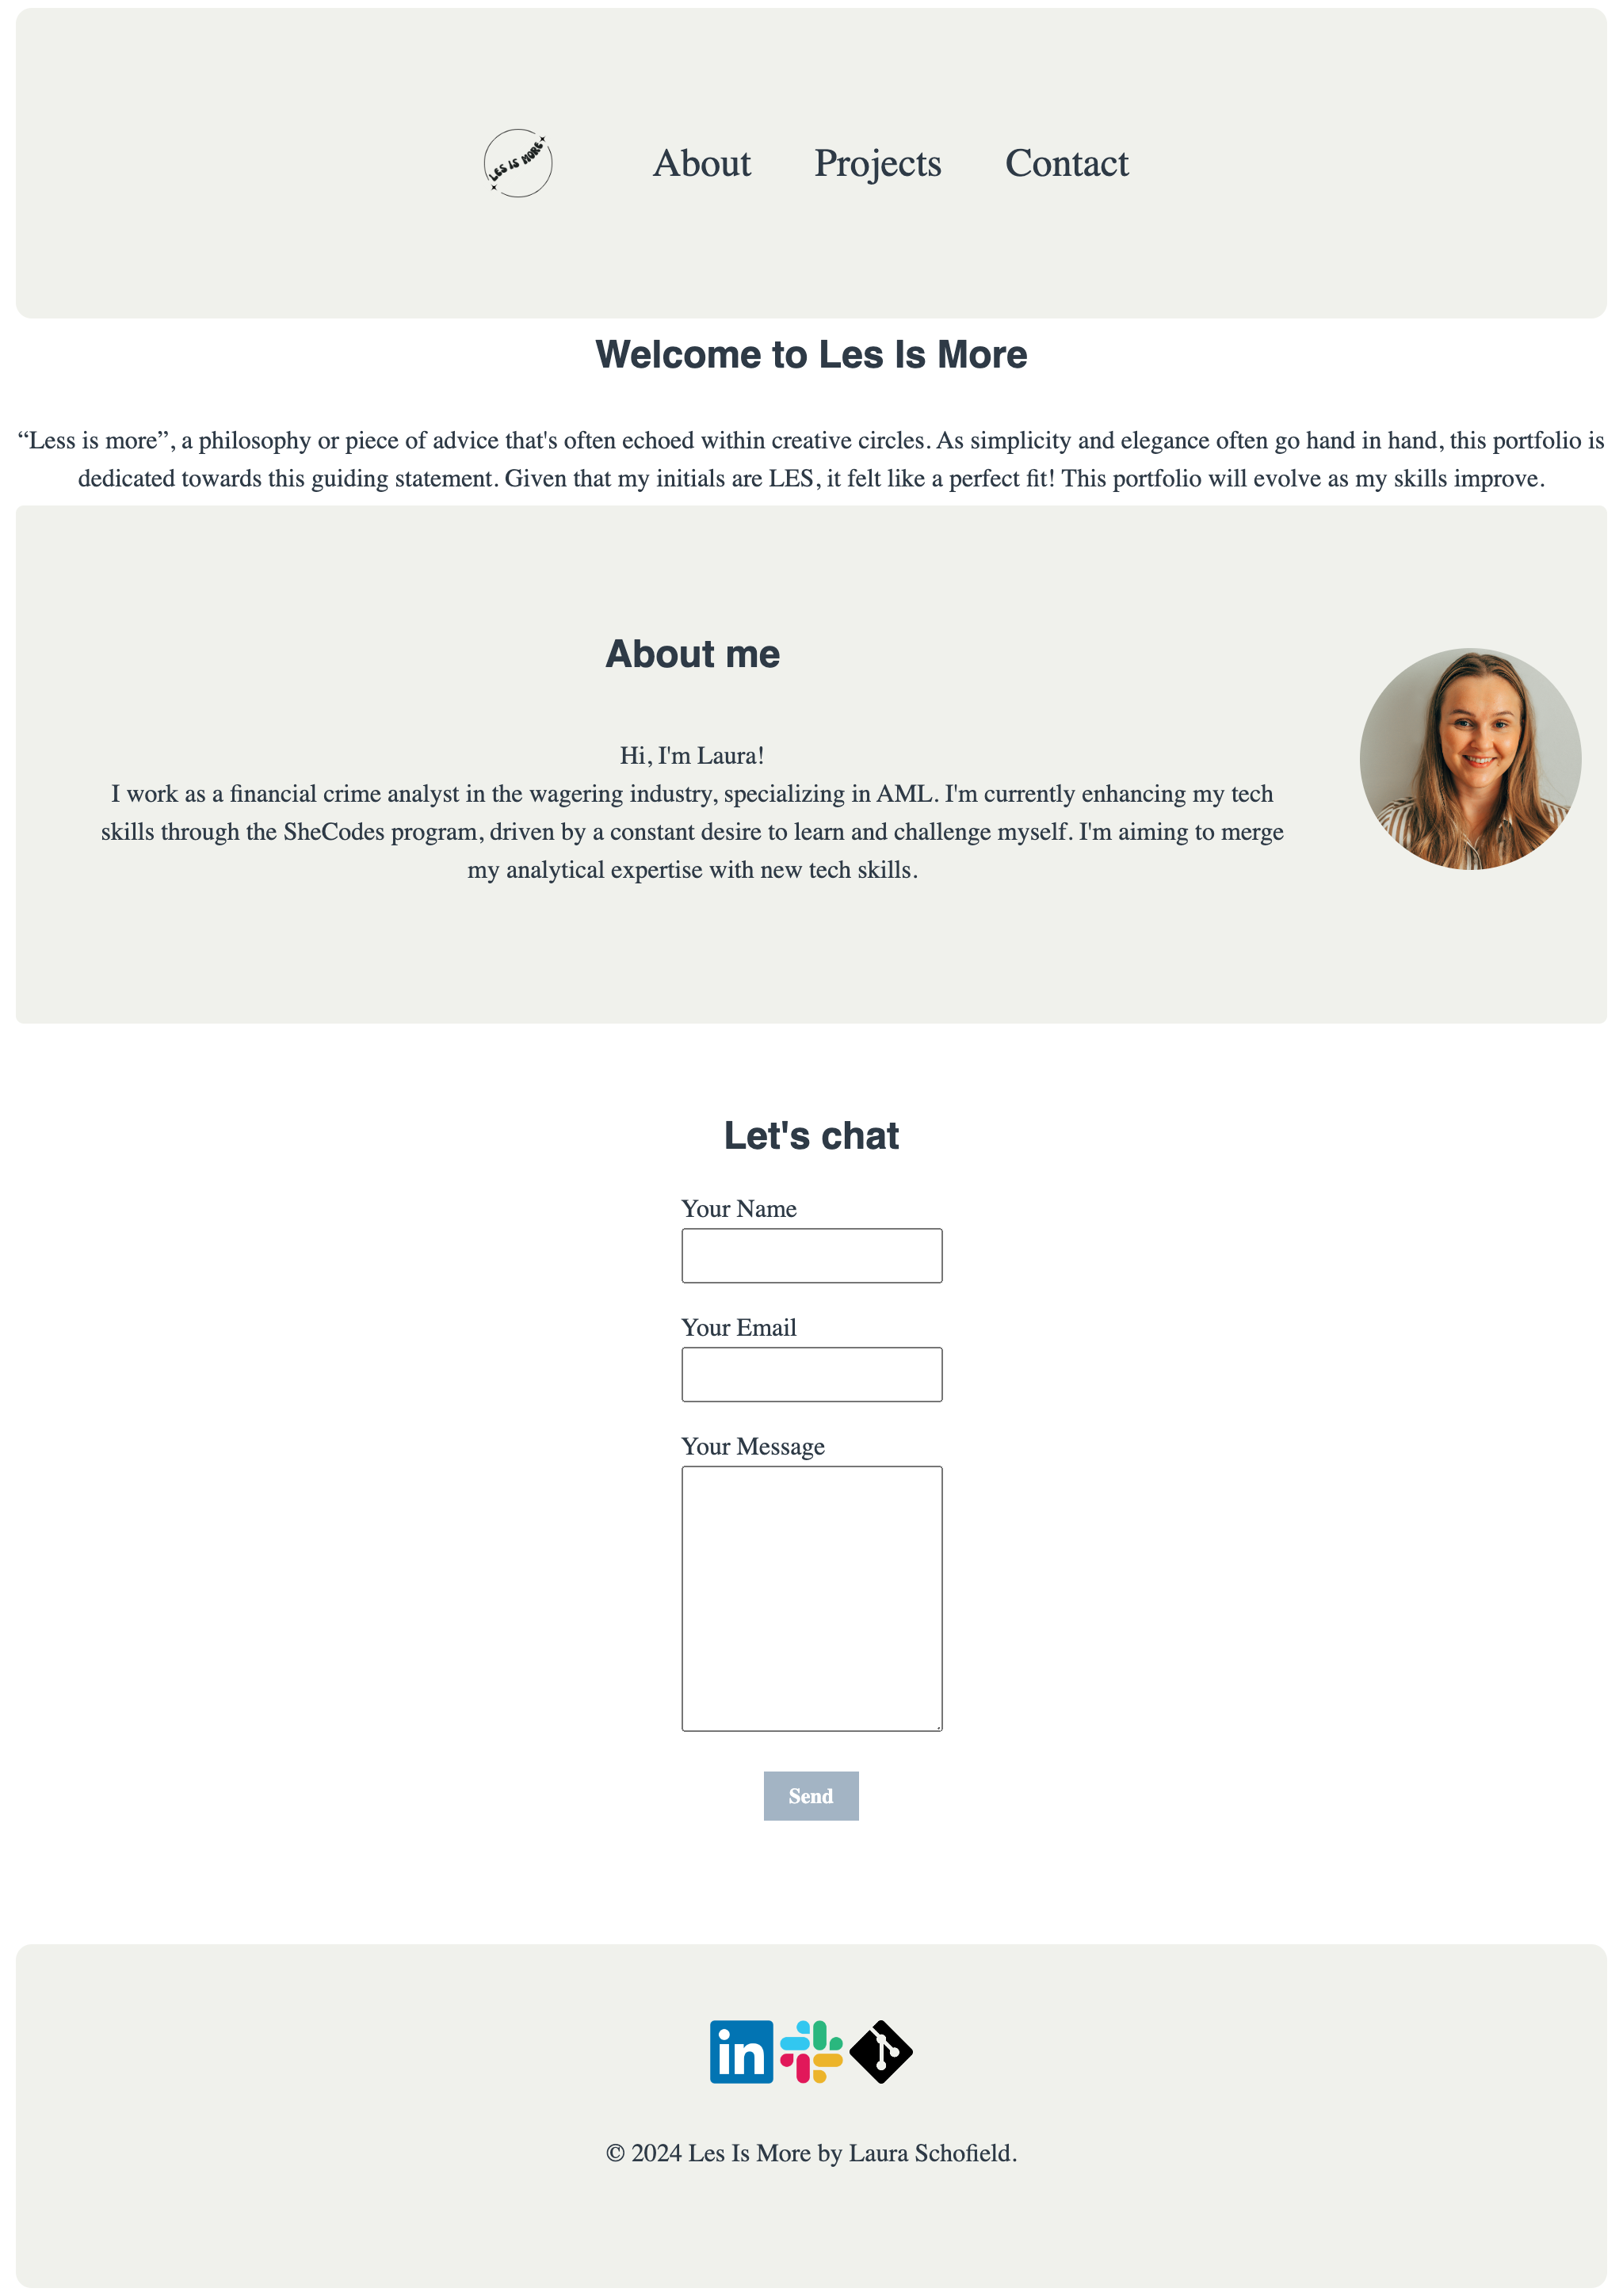 LES IS MORE
About Projects Contact
Welcome to Les Is More
“Less is more”, a philosophy or piece of advice that's often echoed within creative circles. As simplicity and elegance often go hand in hand, this portfolio is
dedicated towards this guiding statement. Given that my initials are LES, it felt like a perfect fit! This portfolio will evolve as my skills improve.
About me
Hi, I'm Laura!
I work as a financial crime analyst in the wagering industry, specializing in AML. I'm currently enhancing my tech
skills through the SheCodes program, driven by a constant desire to learn and challenge myself. I'm aiming to merge
my analytical expertise with new tech skills.
Let's chat
Your Name
Your Email
Your Message
Send
in
© 2024 Les Is More by Laura Schofield.